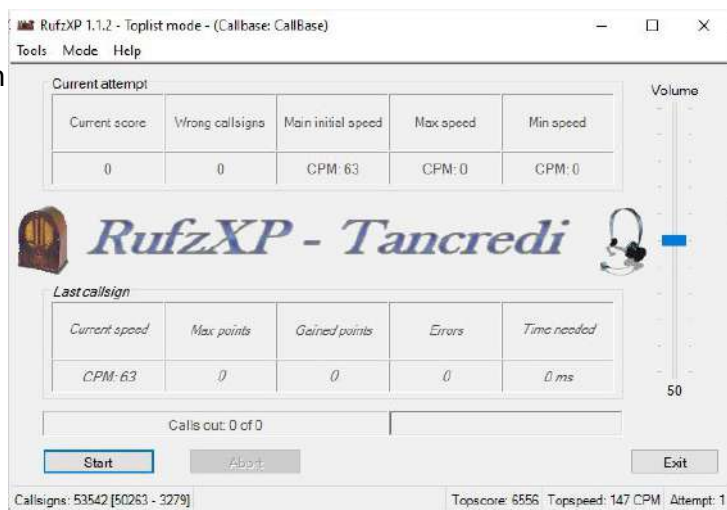 RufzXP 1.1.2 - Toplist mode - (Callbase: CallBase)
Tools Mode Help
Current attempt
Current score Wrong callsigns Main initial speed Max speed Min speed
0 0 CPM: 63 CPM: 0 CPM: 0
Volume
RufzXP - Tancredi
Last callsign
Current speed Max points Gained points Errors Time needed
CPM: 63 0 0 0 0 ms
50
Calls out: 0 of 0
Start Abort Exit
Callsigns: 53542 [50263 - 3279] Topscore: 6556 Topspeed: 147 CPM Attempt: 1